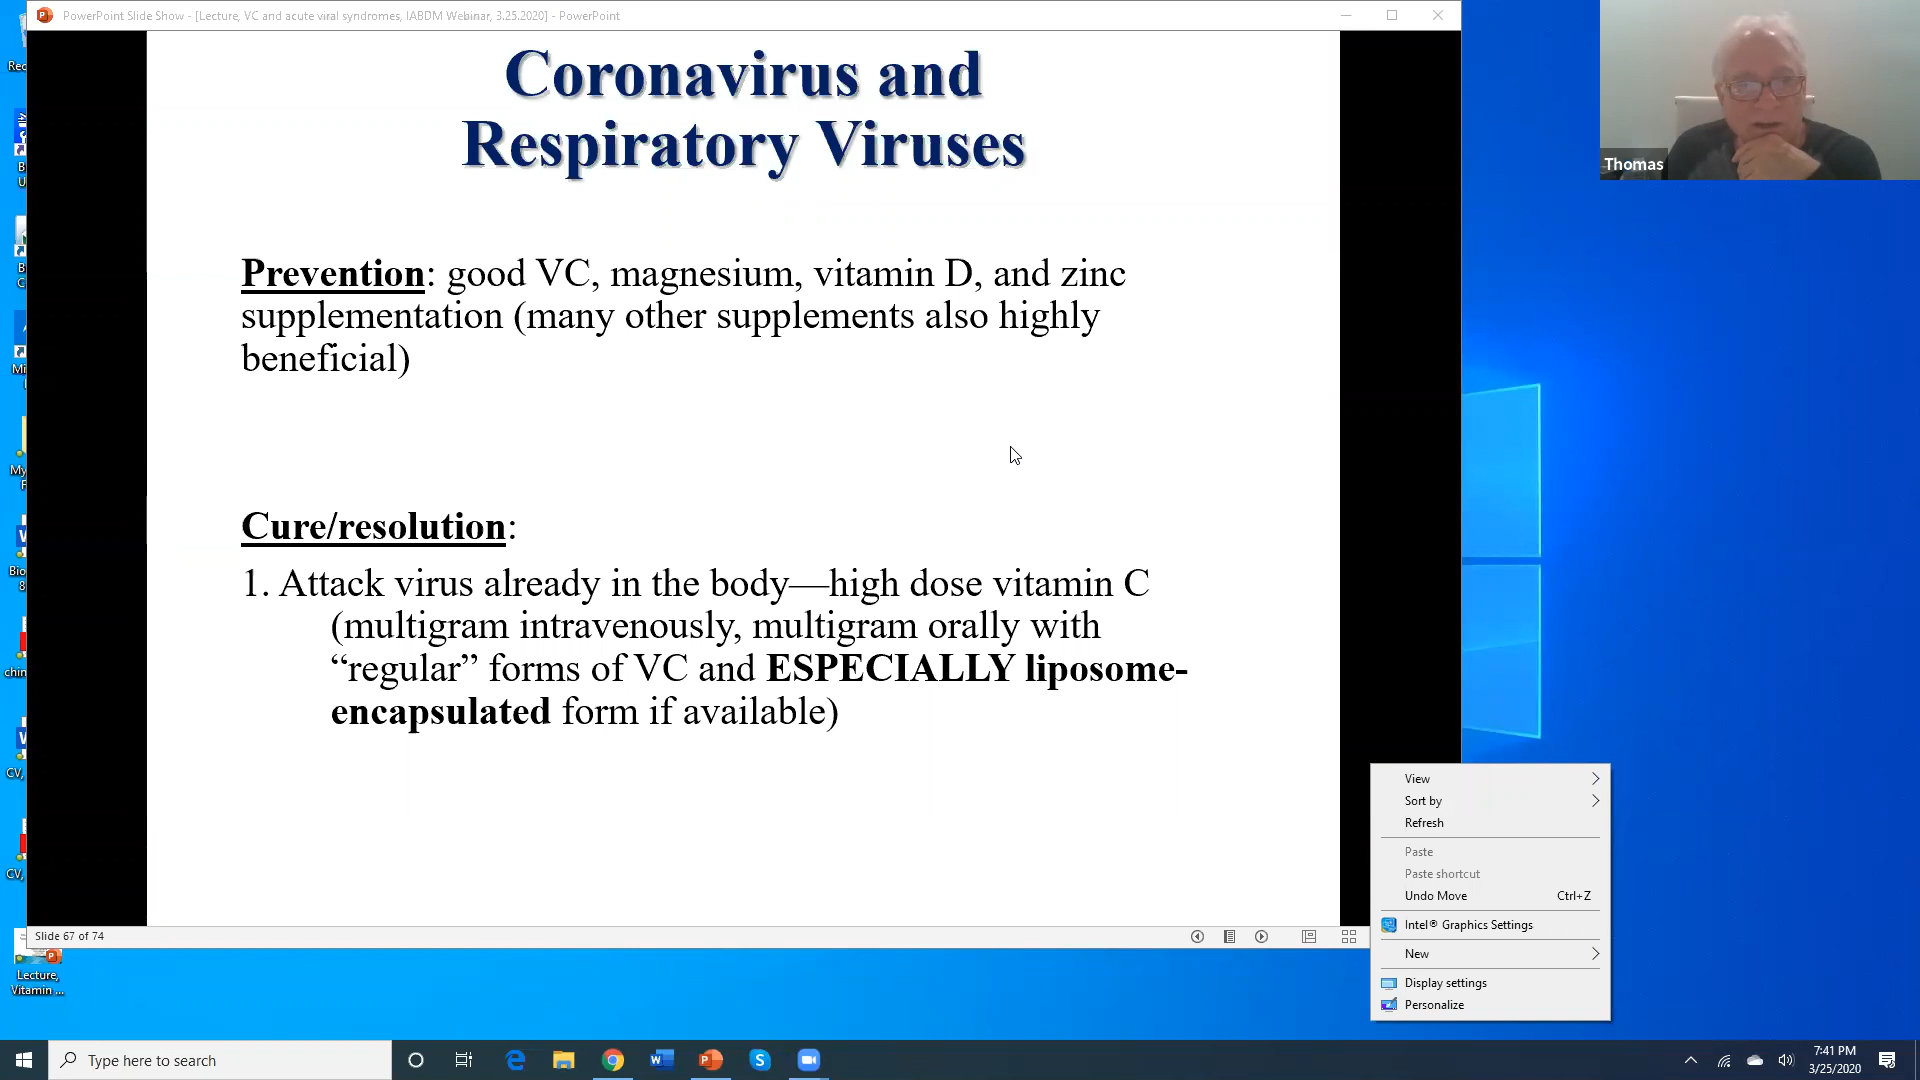 PowerPoint Slide Show - [Lecture, VC and acute viral syndromes, IABDM Webinar, 3.25.2020] - PowerPoint
Coronavirus and
Respiratory Viruses
Thomas
Prevention: good VC, magnesium, vitamin D, and zinc
supplementation (many other supplements also highly
beneficial)
Cure/resolution:
1. Attack virus already in the body—high dose vitamin C
(multigram intravenously, multigram orally with
“regular” forms of VC and ESPECIALLY liposome-
encapsulated form if available)
Slide 67 of 74
View
Sort by
Refresh
Paste
Paste shortcut
Undo Move Ctrl+Z
Intel® Graphics Settings
New
Display settings
Personalize
Lecture,
Vitamin ...
Type here to search
7:41 PM
3/25/2020